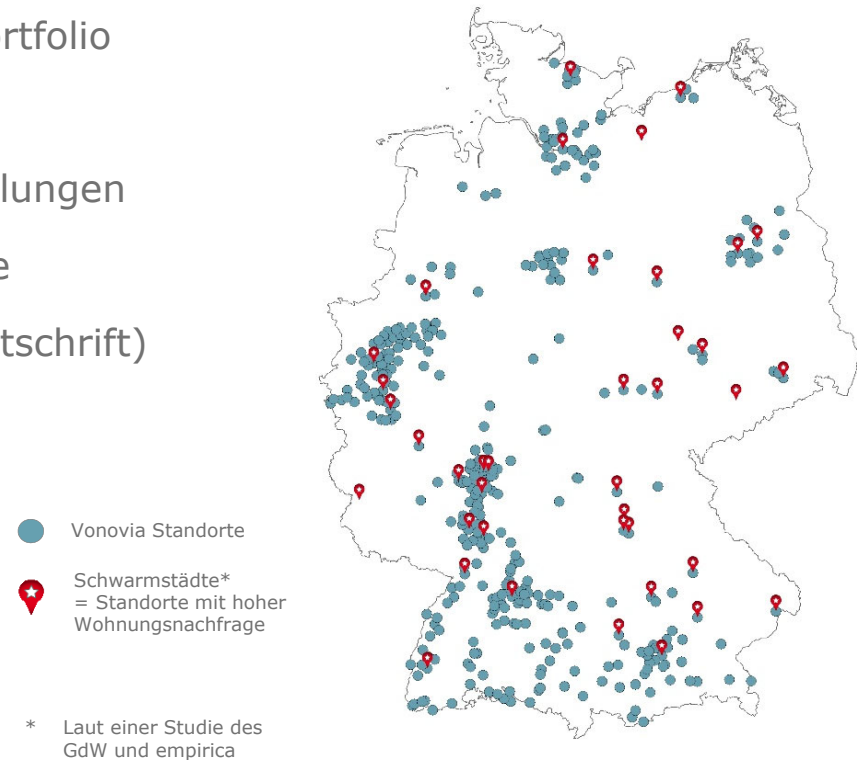 rtfolio
lungen
e
tschrift)
Vonovia Standorte
Schwarmstädte*
= Standorte mit hoher
Wohnungsnachfrage
* Laut einer Studie des
GdW und empirica